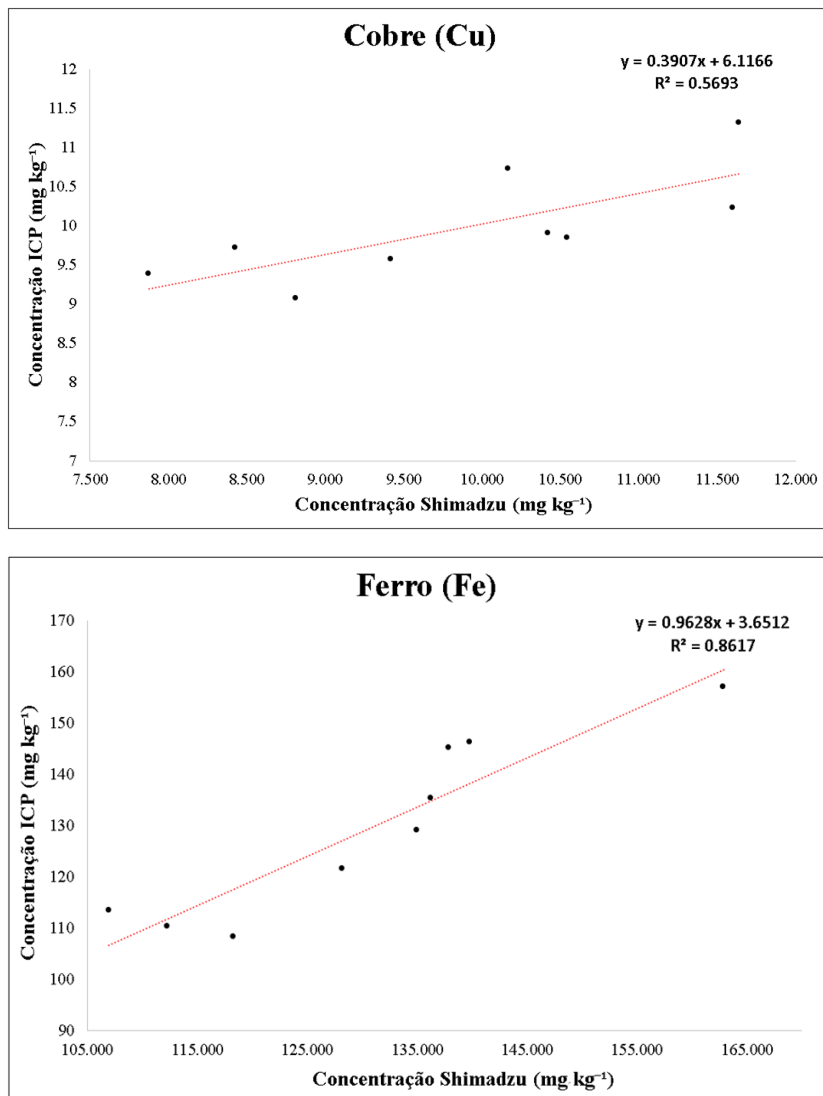 Cobre (Cu)
y = 0.3907x + 6.1166
R² = 0.5693
Concentração ICP (mg kg⁻¹)
12
11.5
11
10.5
10
9.5
9
8.5
8
7.5
7
7.500 8.000 8.500 9.000 9.500 10.000 10.500 11.000 11.500 12.000
Concentração Shimadzu (mg kg⁻¹)
Ferro (Fe)
y = 0.9628x + 3.6512
R² = 0.8617
Concentração ICP (mg kg⁻¹)
170
160
150
140
130
120
110
100
90
105.000 115.000 125.000 135.000 145.000 155.000 165.000
Concentração Shimadzu (mg kg⁻¹)